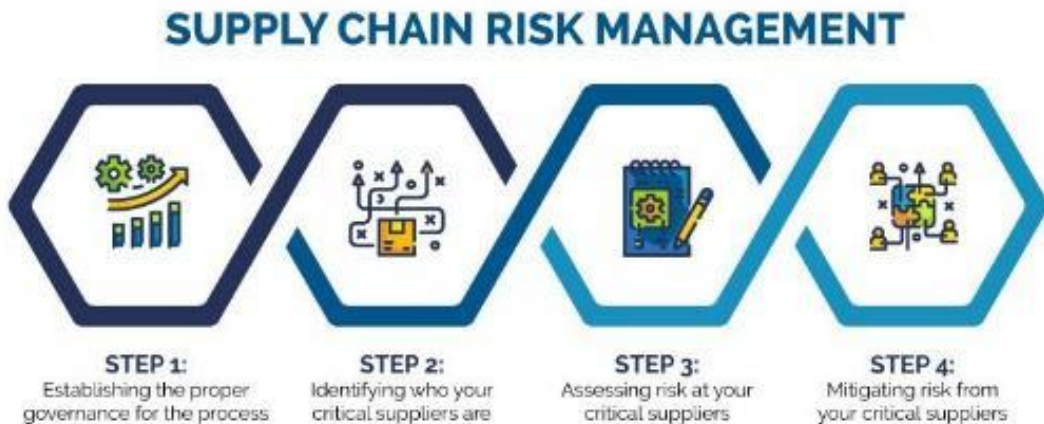 SUPPLY CHAIN RISK MANAGEMENT
STEP 1:
Establishing the proper
governance for the process
STEP 2:
Identifying who your
critical suppliers are
STEP 3:
Assessing risk at your
critical suppliers
STEP 4:
Mitigating risk from
your critical suppliers